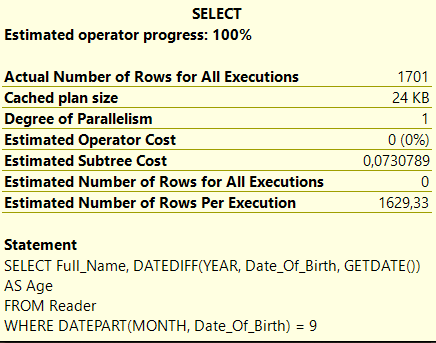 SELECT
Estimated operator progress: 100%
Actual Number of Rows for All Executions 1701
Cached plan size 24 KB
Degree of Parallelism 1
Estimated Operator Cost 0 (0%)
Estimated Subtree Cost 0,0730789
Estimated Number of Rows for All Executions 0
Estimated Number of Rows Per Execution 1629,33
Statement
SELECT Full_Name, DATEDIFF(YEAR, Date_Of_Birth, GETDATE())
AS Age
FROM Reader
WHERE DATEPART(MONTH, Date_Of_Birth) = 9